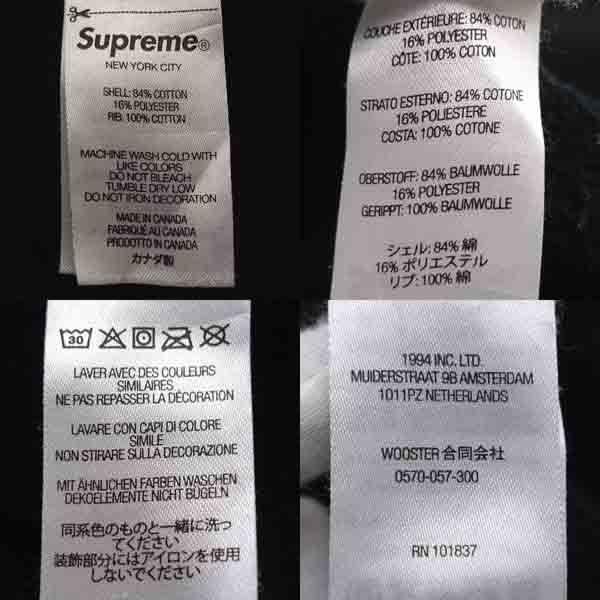 Supreme®
NEW YORK CITY
SHELL: 84% COTTON
16% POLYESTER
RIB: 100% COTTON
MACHINE WASH COLD WITH
LIKE COLORS
DO NOT BLEACH
TUMBLE DRY LOW
DO NOT IRON DECORATION
MADE IN CANADA
FABRIQUÉ AU CANADA
PRODOTTO IN CANADA
カナダ製
COUCHE EXTÉRIEURE: 84% COTON
16% POLYESTER
CÔTE: 100% COTON
STRATO ESTERNO: 84% COTONE
16% POLIESTERE
COSTA: 100% COTONE
OBERSTOFF: 84% BAUMWOLLE
16% POLYESTER
GERIPPT: 100% BAUMWOLLE
シェル: 84% 綿
16% ポリエステル
リブ: 100% 綿
30
LAVER AVEC DES COULEURS
SIMILAIRES
NE PAS REPASSER LA DÉCORATION
LAVARE CON CAPI DI COLORE
SIMILE
NON STIRARE SULLA DECORAZIONE
MIT ÄHNLICHEN FARBEN WASCHEN
DEKOELEMENTE NICHT BÜGELN
同系色のものと一緒に洗っ
てください
装飾部分にはアイロンを使用
しないでください
1994 INC. LTD.
MUIDERSTRAAT 9B AMSTERDAM
1011PZ NETHERLANDS
WOOSTER 合同会社
0570-057-300
RN 101837